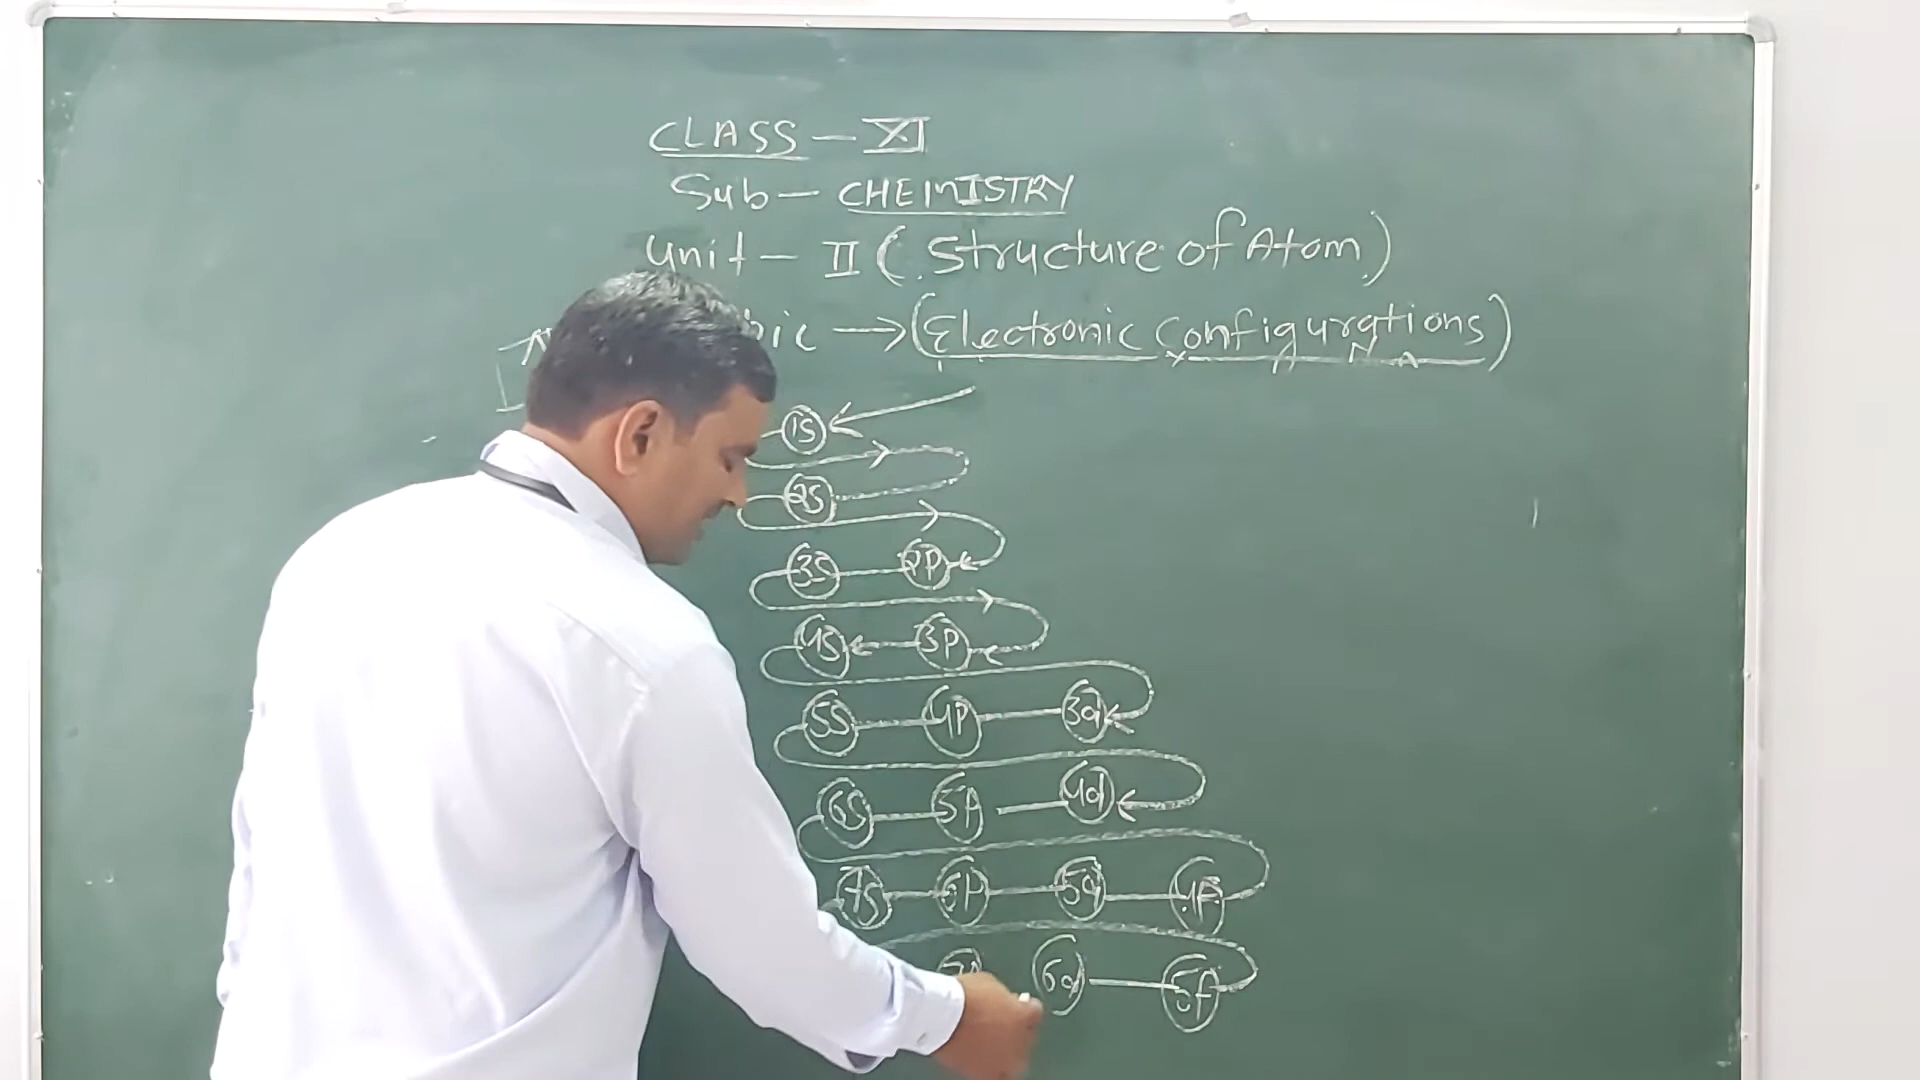 CLASS – XI
Sub – CHEMISTRY
Unit – II (Structure of Atom)
→ (Electronic Configurations)
1S
2S
3S 2P
4S 3P
5S 4P 3d
6S 5P 4d
7S 6P 5d 4f
6d 5f